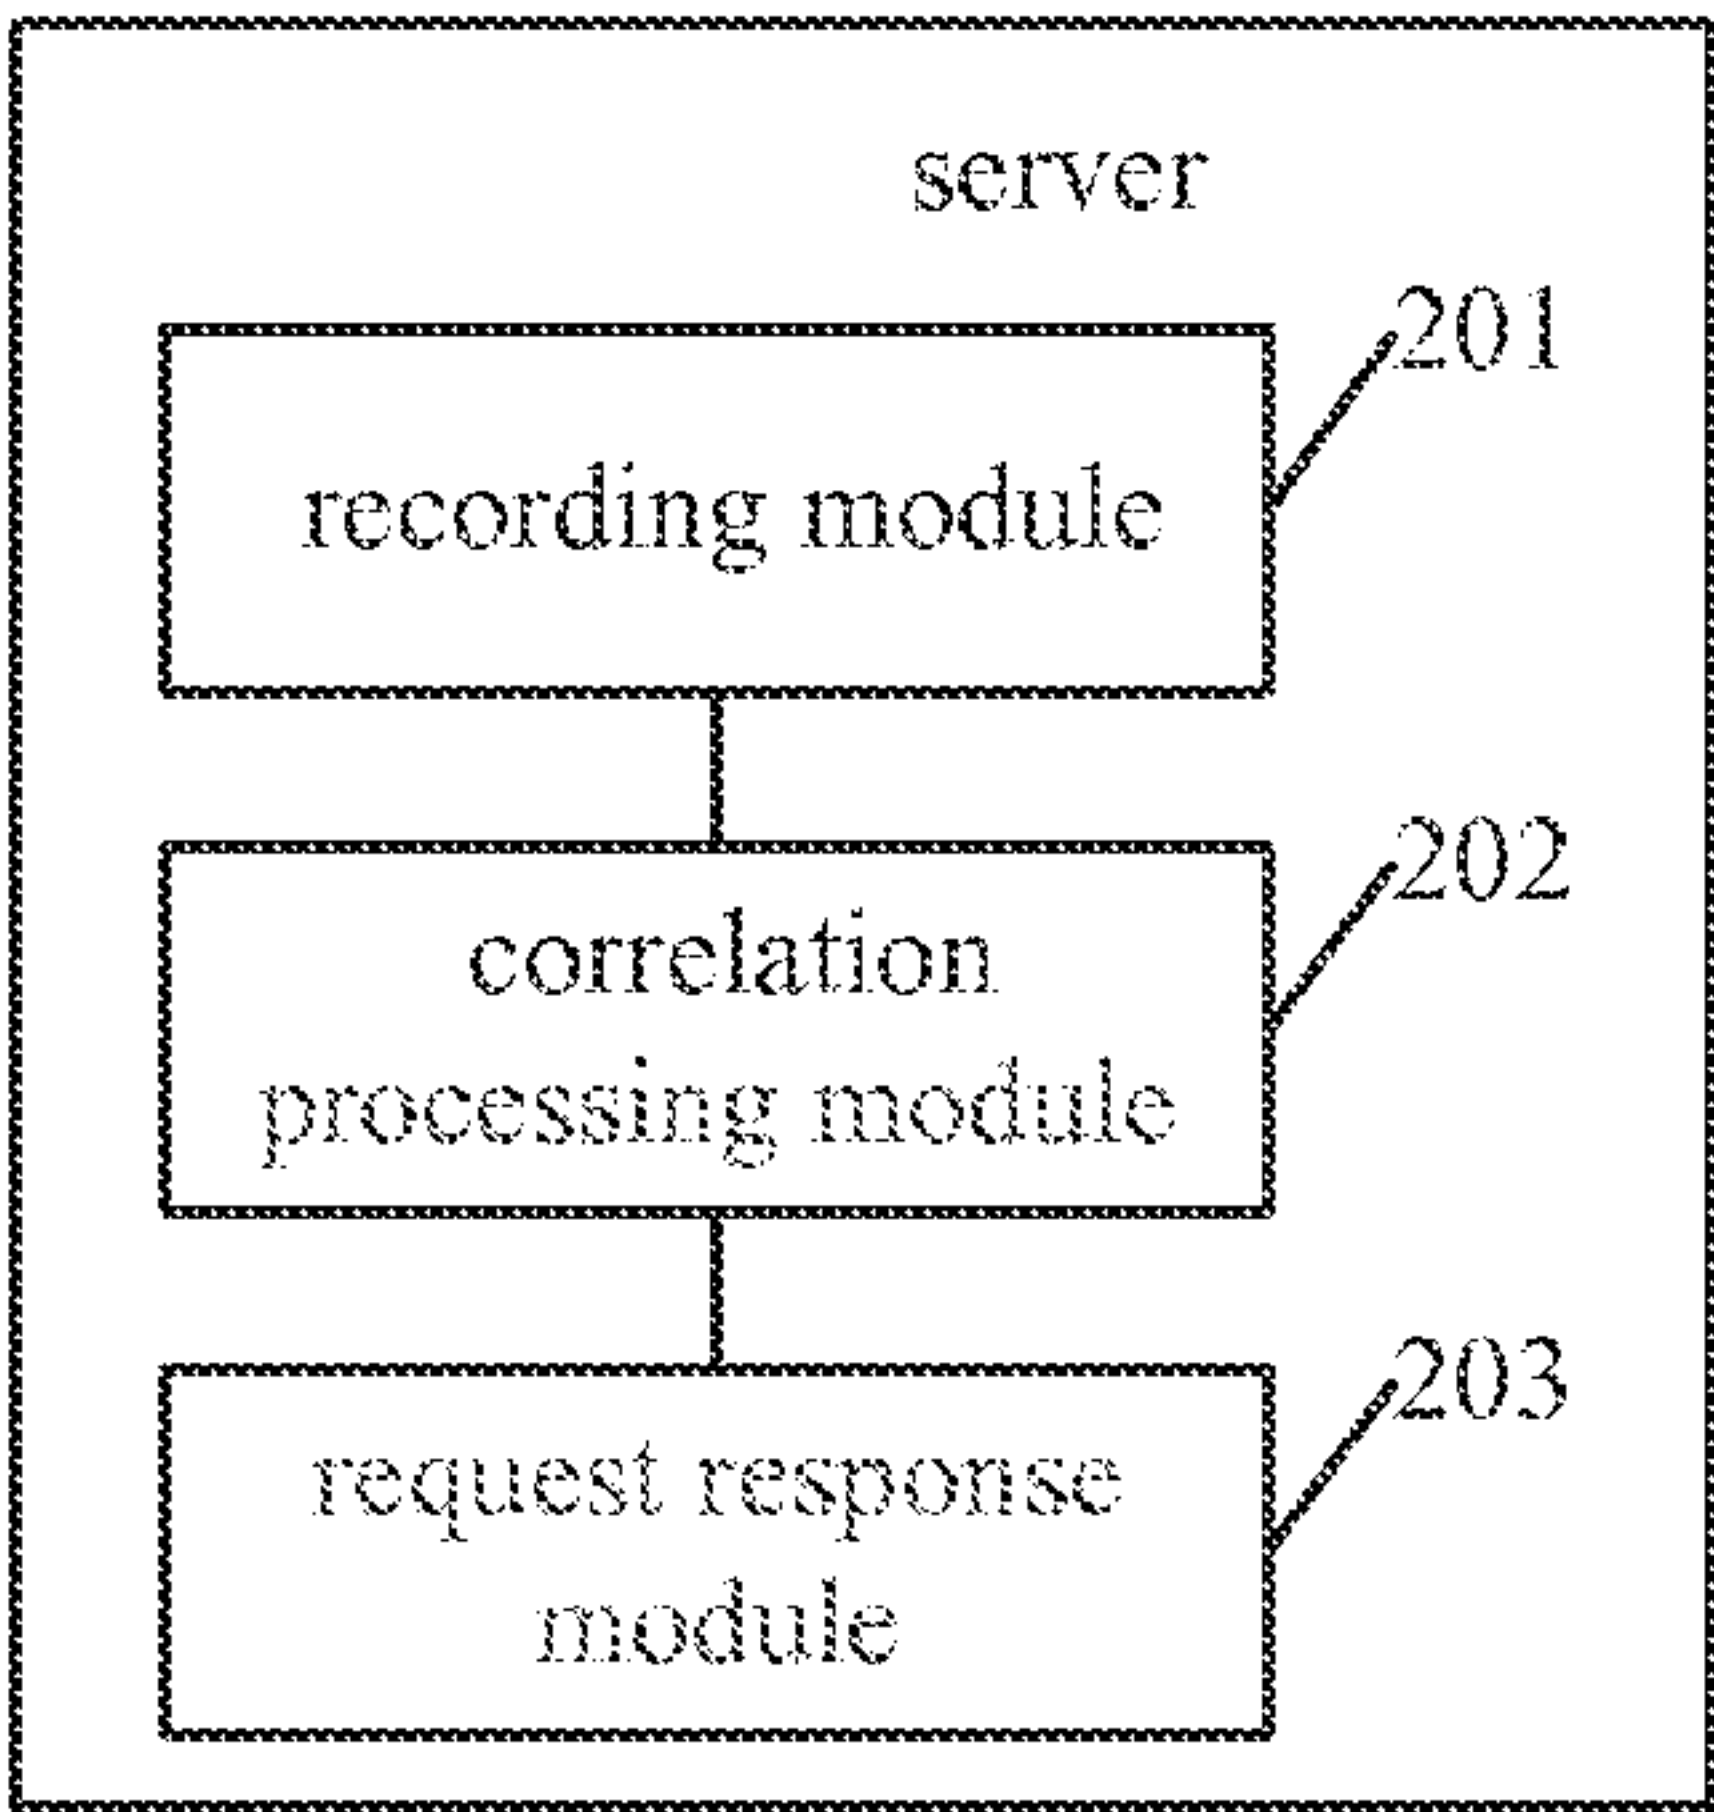 server
201
recording module
202
correlation
processing module
203
request response
module